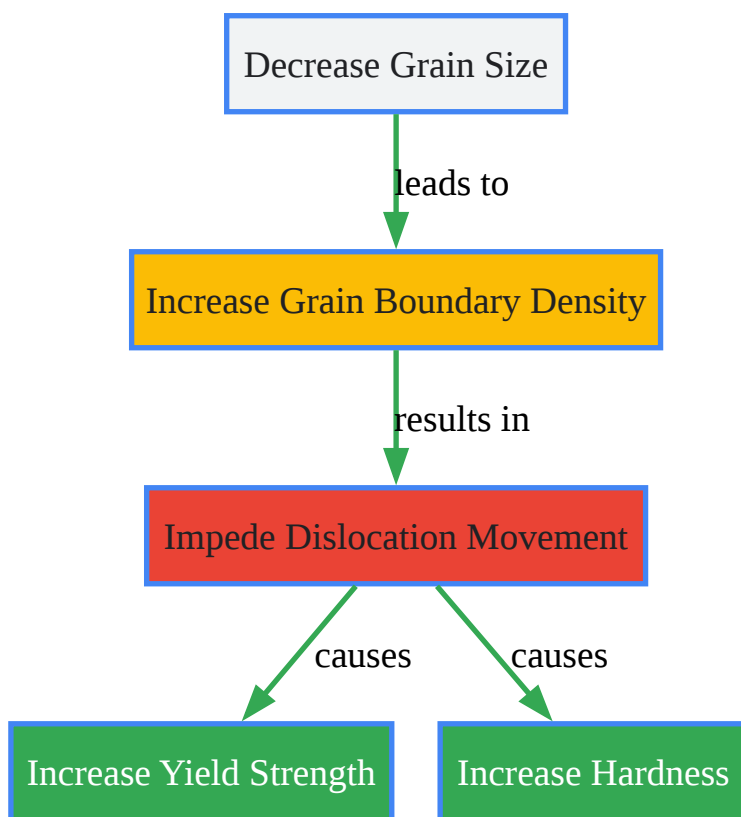 Decrease Grain Size
leads to
Increase Grain Boundary Density
results in
Impede Dislocation Movement
causes
causes
Increase Yield Strength
Increase Hardness